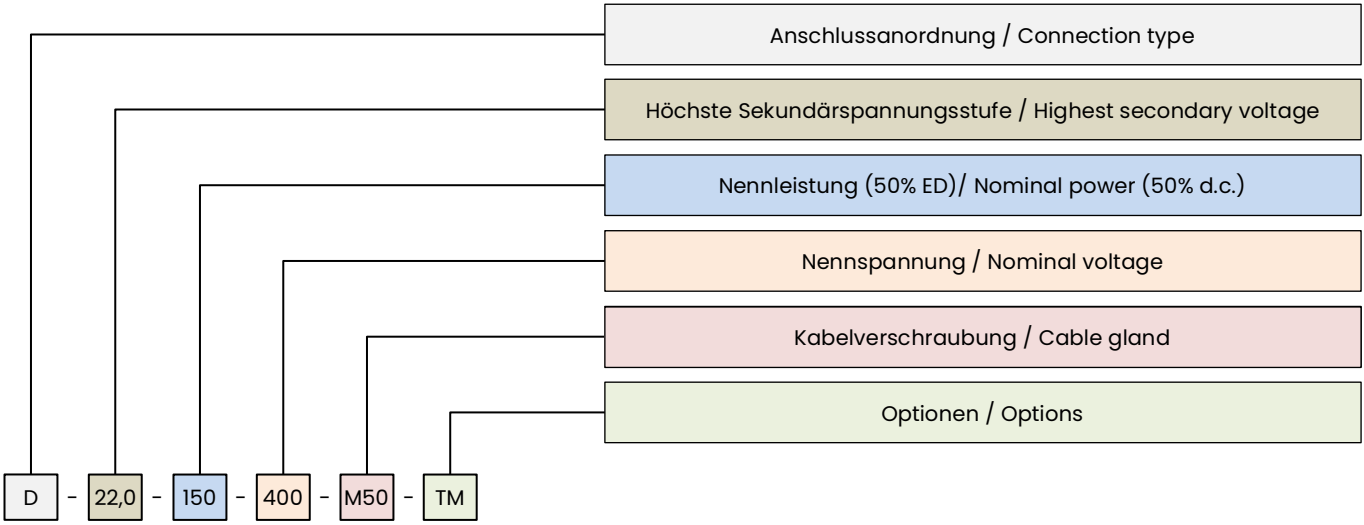 Anschlussanordnung / Connection type
Höchste Sekundärspannungsstufe / Highest secondary voltage
Nennleistung (50% ED)/ Nominal power (50% d.c.)
Nennspannung / Nominal voltage
Kabelverschraubung / Cable gland
Optionen / Options
D - 22,0 - 150 - 400 - M50 - TM